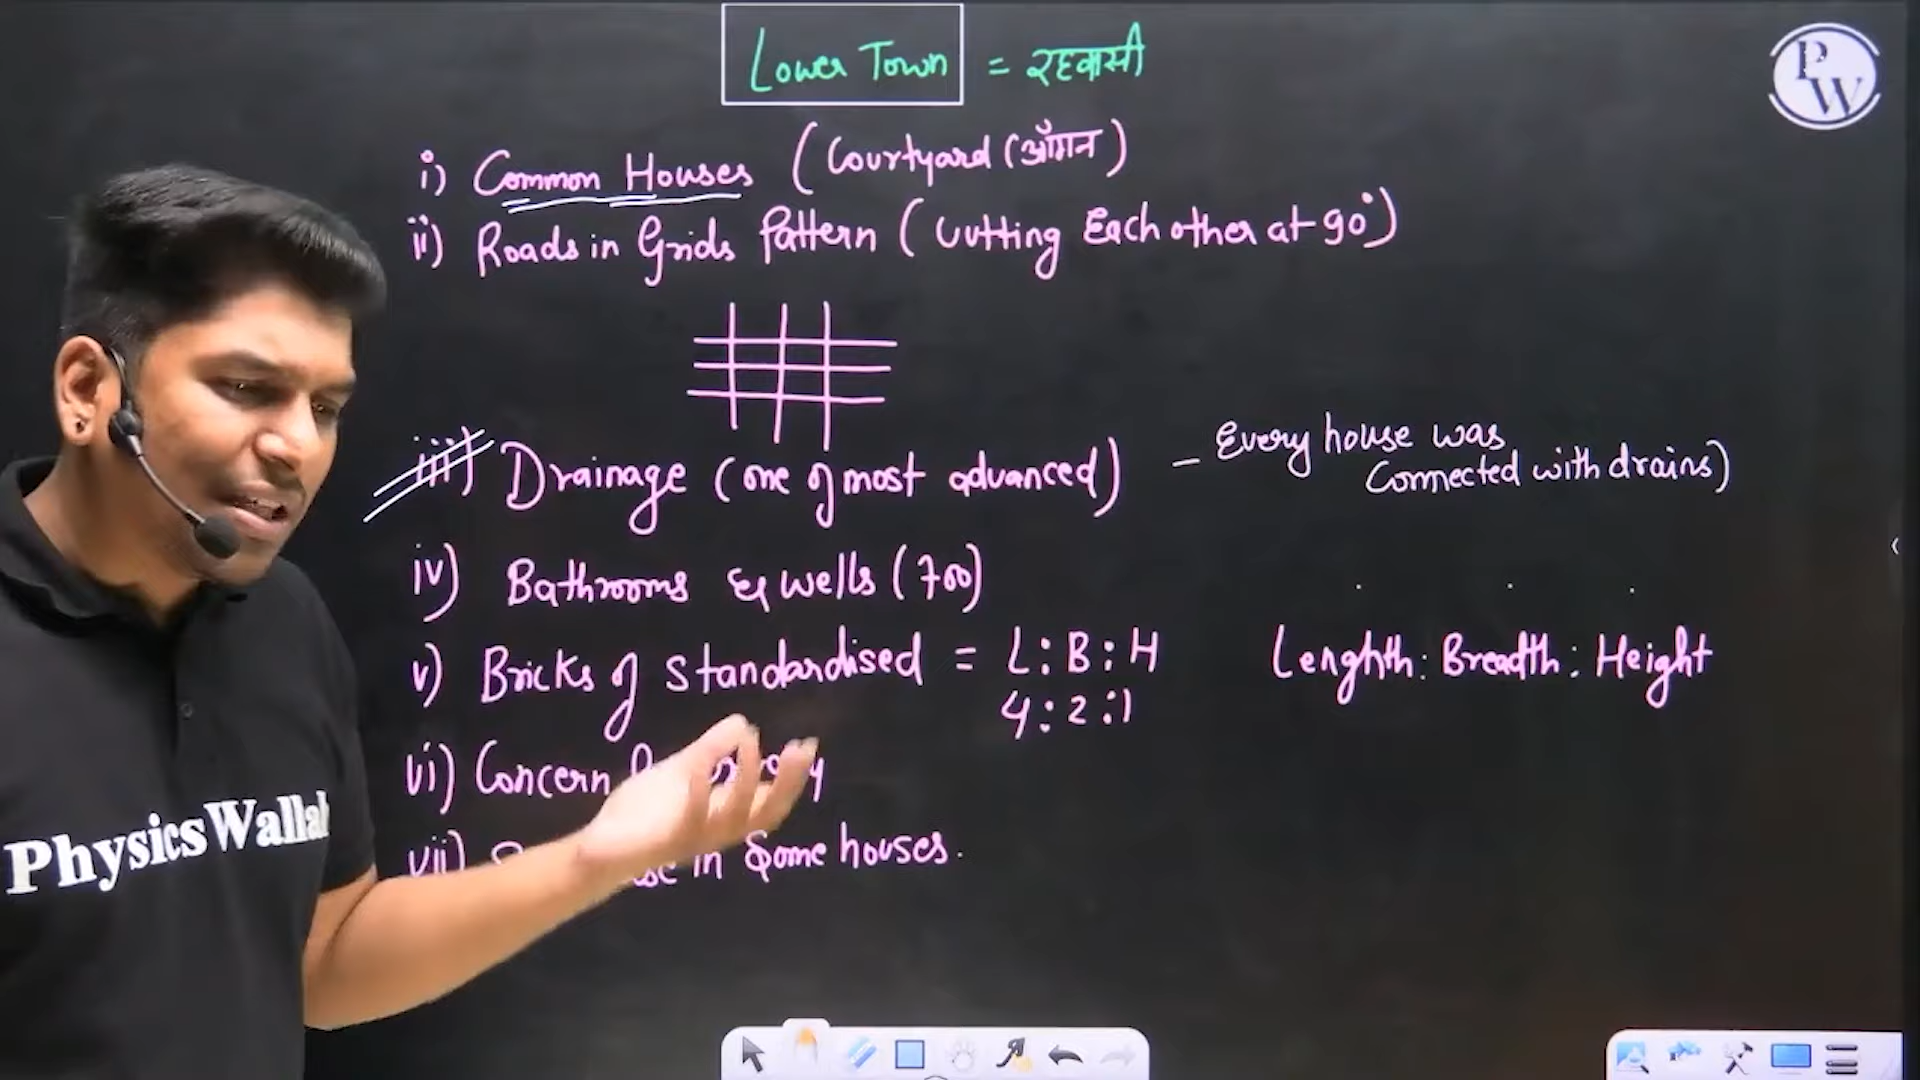 Lower Town = रहवासी
P
W
i) Common Houses (Courtyard (आँगन)
ii) Roads in Grids Pattern (Cutting Each other at 90°)
iii) Drainage (one of most advanced) - Every house was
Connected with drains)
iv) Bathrooms & wells (700)
v) Bricks of Standardised = L : B : H Lenghth : Breadth : Height
4 : 2 : 1
vi) Concern
vii) in Some houses.
PhysicsWallah